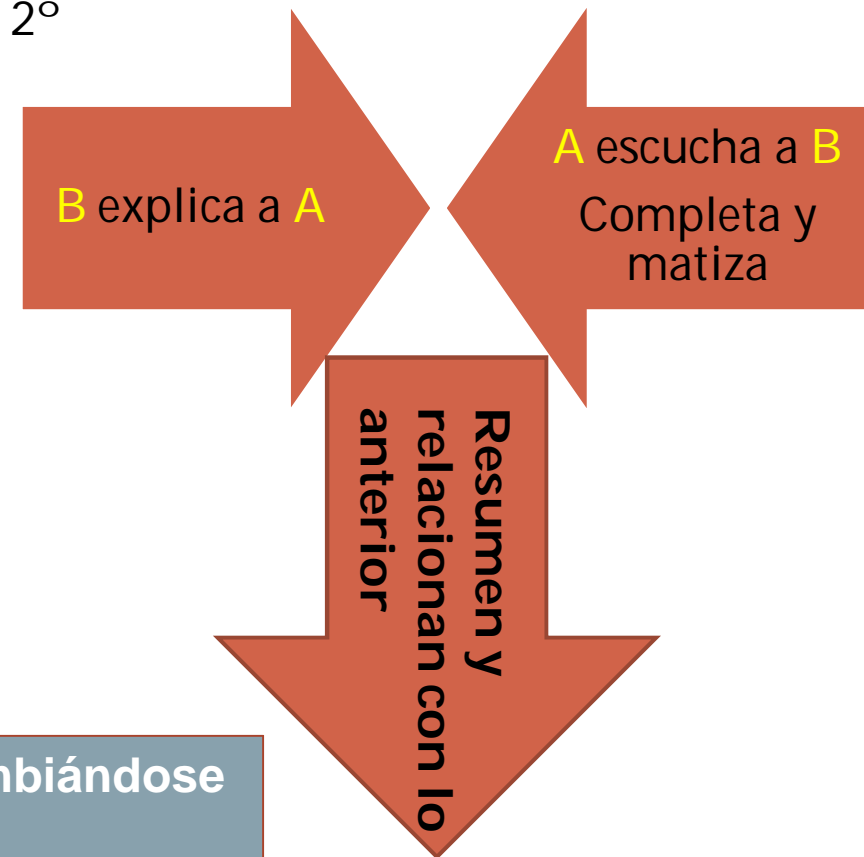 2º
B explica a A
A escucha a B
Completa y
matiza
Resumen y
relacionan con lo
anterior
mbiándose